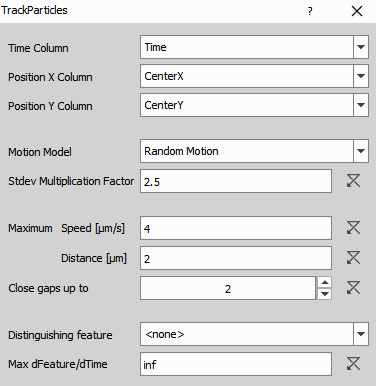 TrackParticles ?
Time Column Time
Position X Column CenterX
Position Y Column CenterY
Motion Model Random Motion
Stdev Multiplication Factor 2.5
Maximum Speed [µm/s] 4
Distance [µm] 2
Close gaps up to 2
Distinguishing feature <none>
Max dFeature/dTime inf